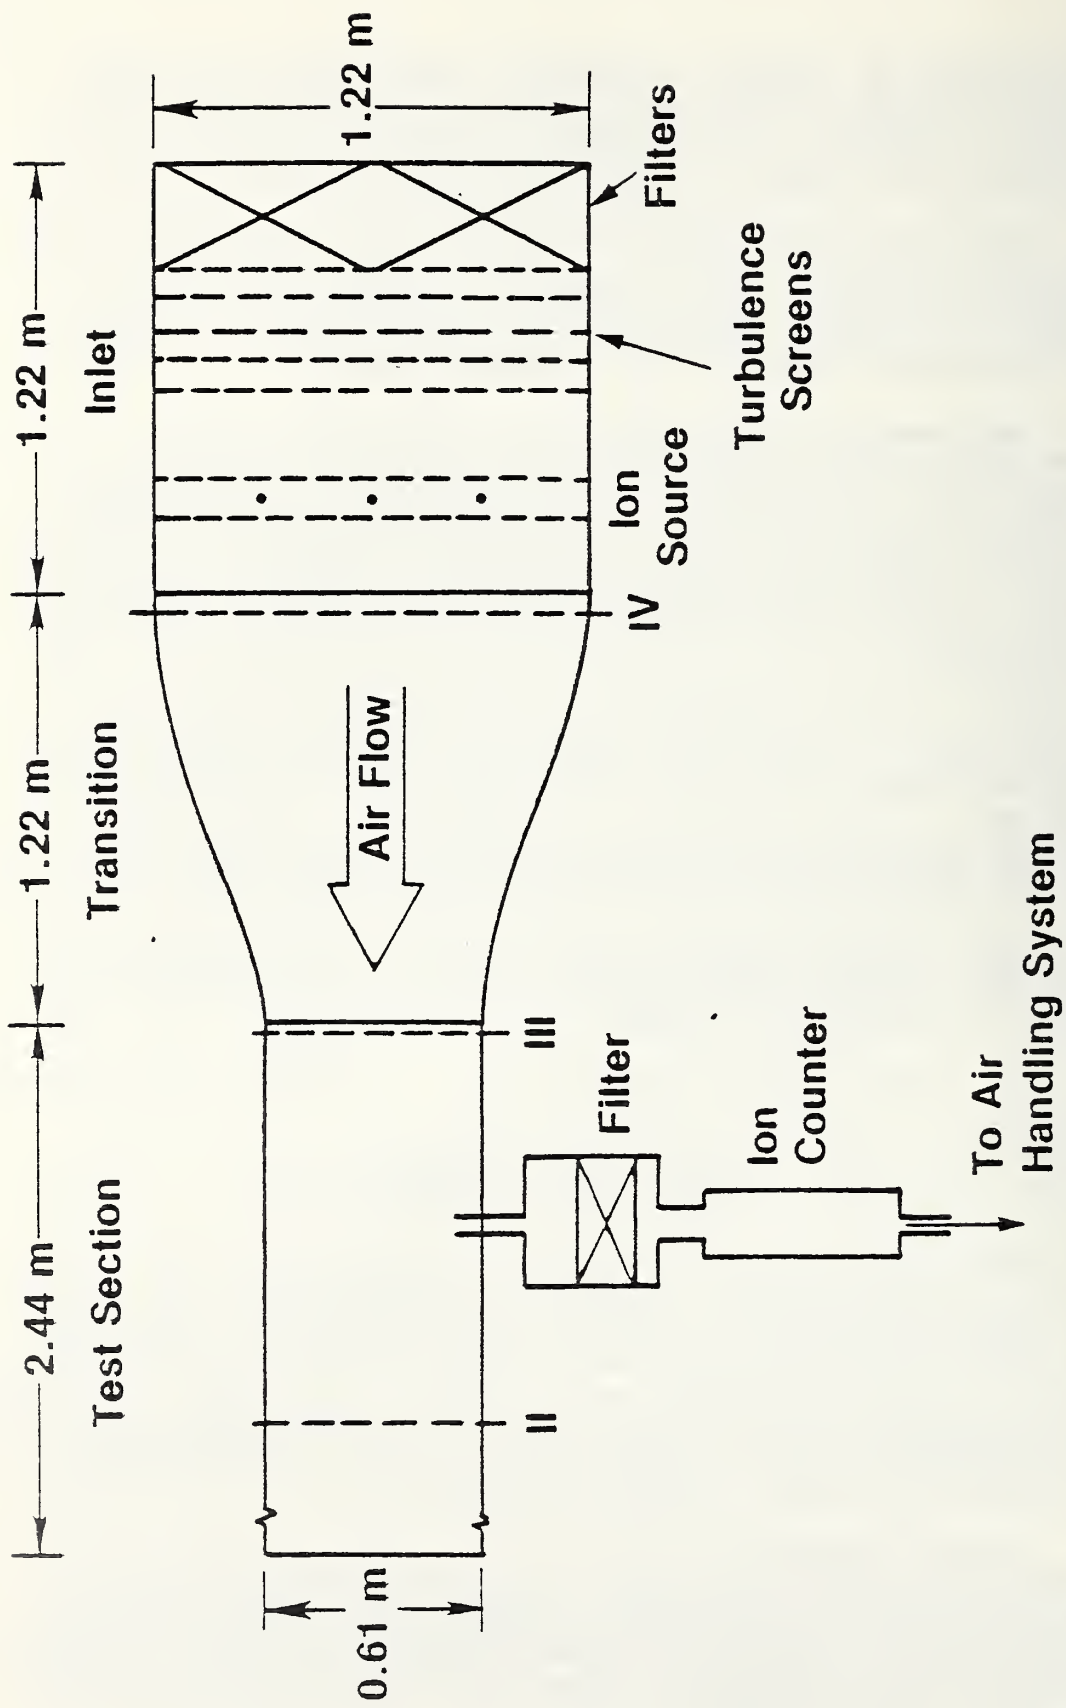 2.44 m
1.22 m
1.22 m
Test Section
Transition
Inlet
0.61 m
Air Flow
1.22 m
II
III
IV
Ion
Source
Turbulence
Screens
Filters
Filter
Ion
Counter
To Air
Handling System